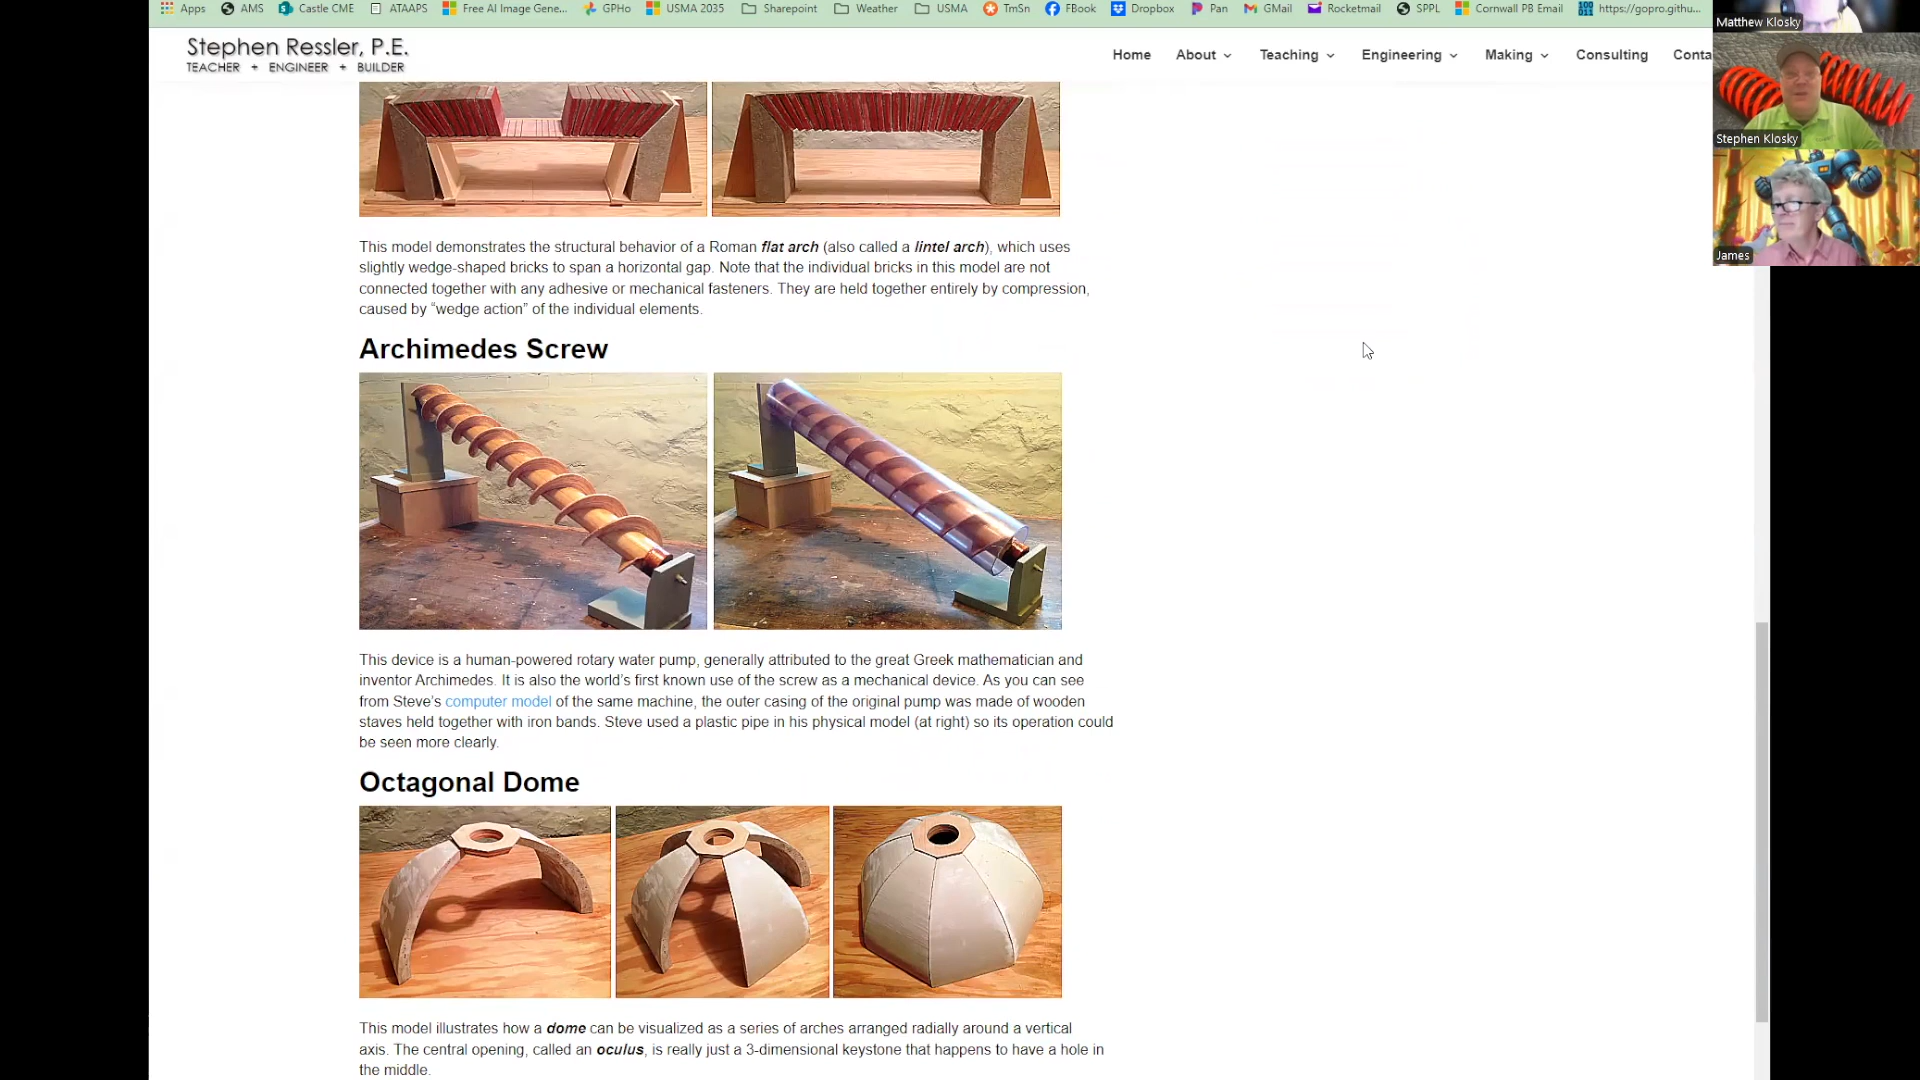 Apps AMS Castle CME ATAAPS Free AI Image Gene... GPHo USMA 2035 Sharepoint Weather USMA TmSn FBook Dropbox Pan GMail Rocketmail SPPL Cornwall PB Email https://gopro.githu...
Matthew Klosky
Stephen Ressler, P.E.
TEACHER + ENGINEER + BUILDER
Home About Teaching Engineering Making Consulting Conta
Stephen Klosky
James
This model demonstrates the structural behavior of a Roman flat arch (also called a lintel arch), which uses
slightly wedge-shaped bricks to span a horizontal gap. Note that the individual bricks in this model are not
connected together with any adhesive or mechanical fasteners. They are held together entirely by compression,
caused by “wedge action” of the individual elements.
Archimedes Screw
This device is a human-powered rotary water pump, generally attributed to the great Greek mathematician and
inventor Archimedes. It is also the world’s first known use of the screw as a mechanical device. As you can see
from Steve’s computer model of the same machine, the outer casing of the original pump was made of wooden
staves held together with iron bands. Steve used a plastic pipe in his physical model (at right) so its operation could
be seen more clearly.
Octagonal Dome
This model illustrates how a dome can be visualized as a series of arches arranged radially around a vertical
axis. The central opening, called an oculus, is really just a 3-dimensional keystone that happens to have a hole in
the middle.